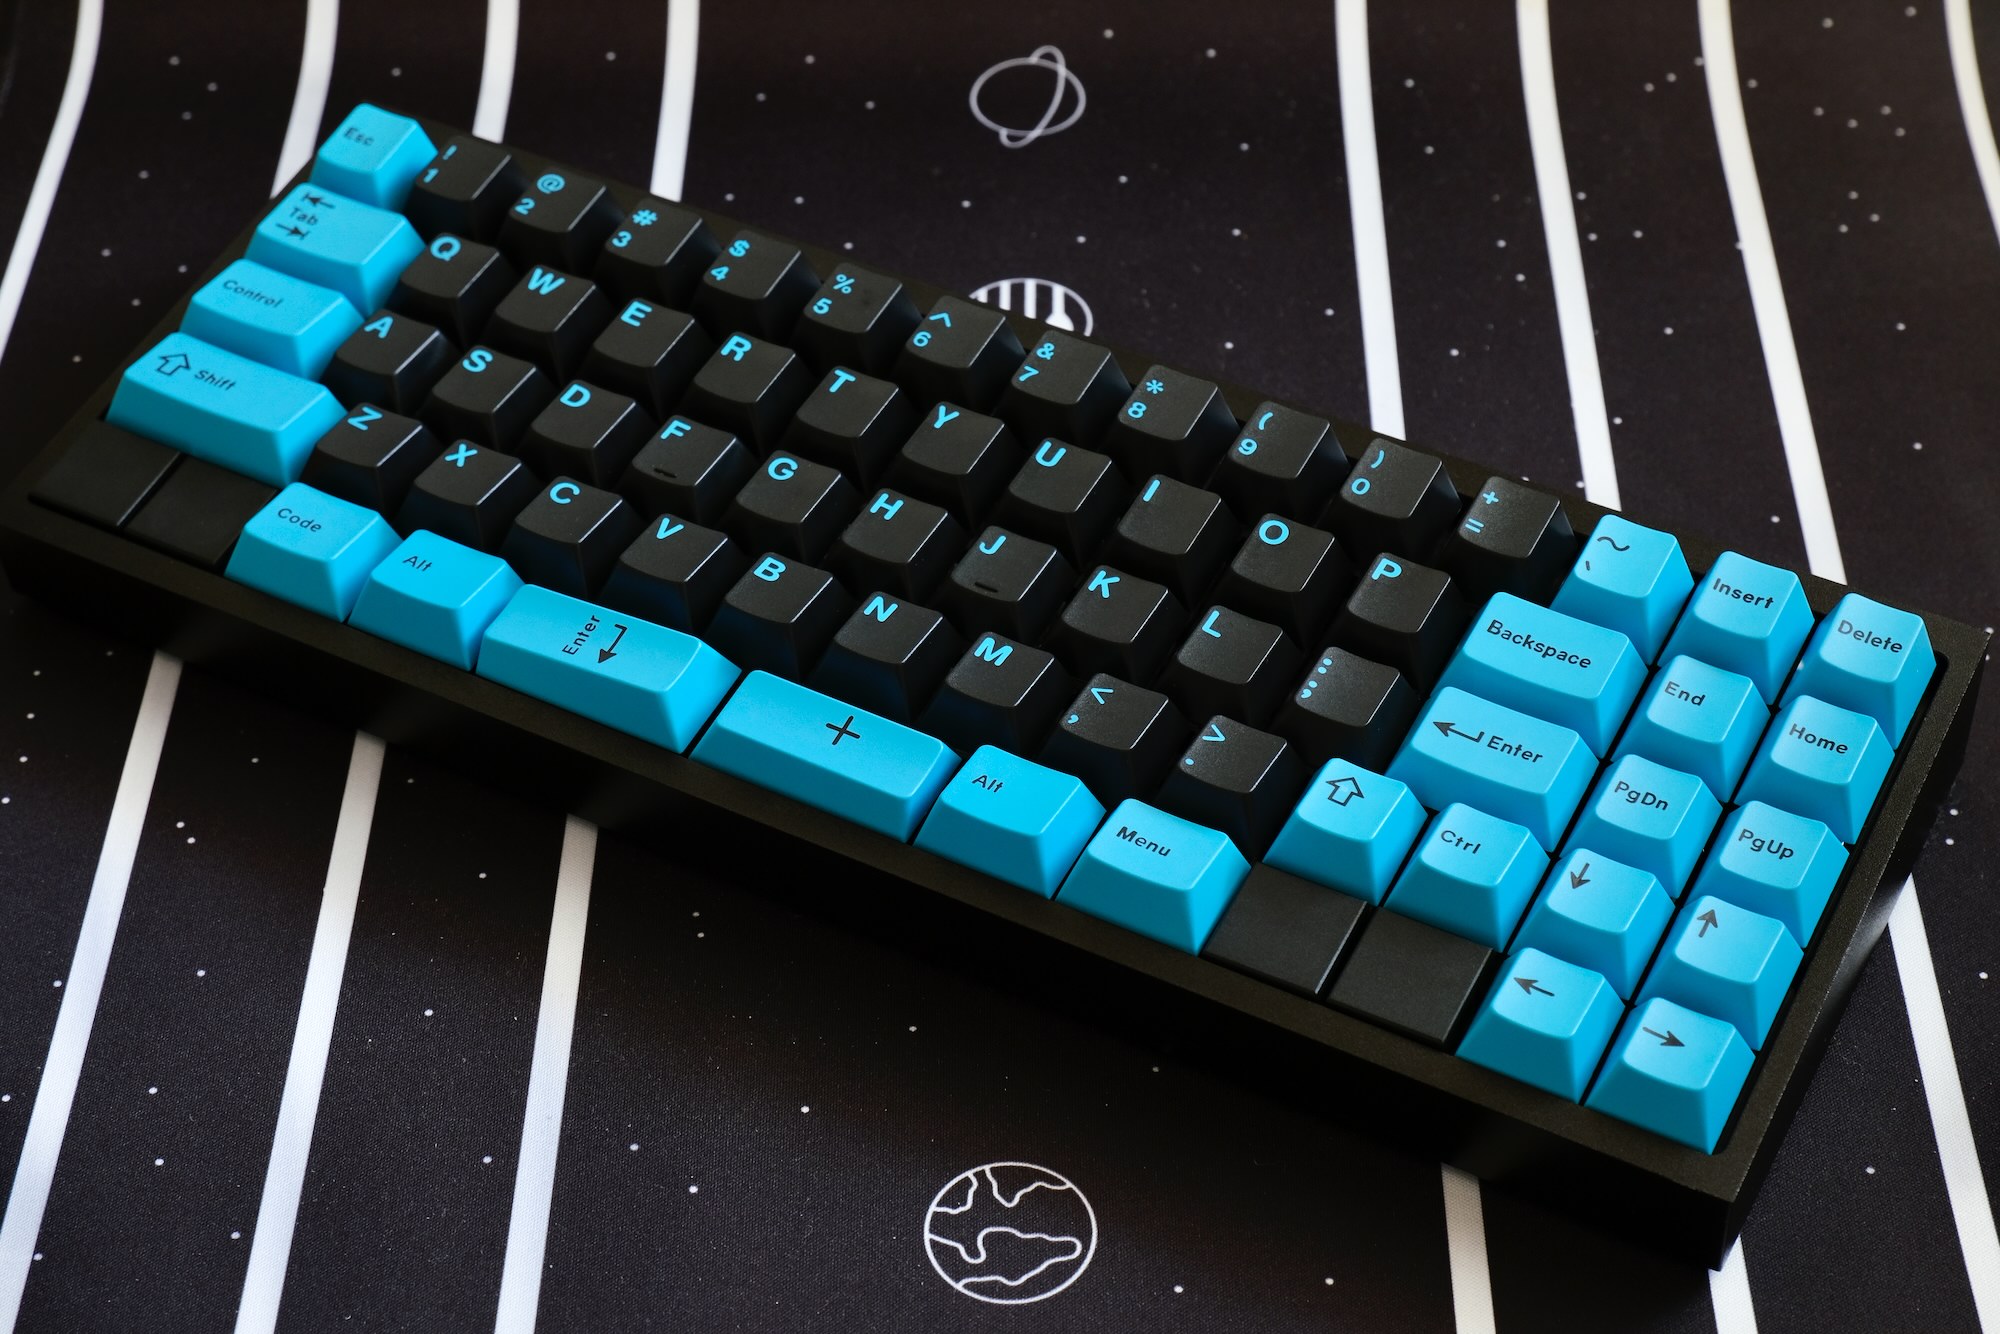 Esc ! 1 @ 2 # 3 $ 4 % 5 ^ 6 & 7 * 8 ( 9 ) 0 + = ~ ` Insert Delete
⇤ Tab ⇥ Q W E R T Y U I O P Backspace End Home
Control A S D F G H J K L : ; ↵ Enter PgDn PgUp
⇧ Shift Z X C V B N M < , > . ⇧ Ctrl ↓ ↑
Code Alt Enter ↵ + Alt Menu ← →